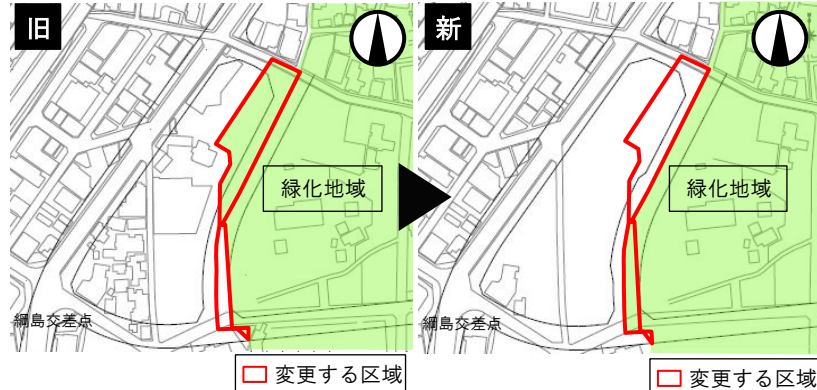 旧
緑化地域
綱島交差点
変更する区域
新
緑化地域
綱島交差点
変更する区域